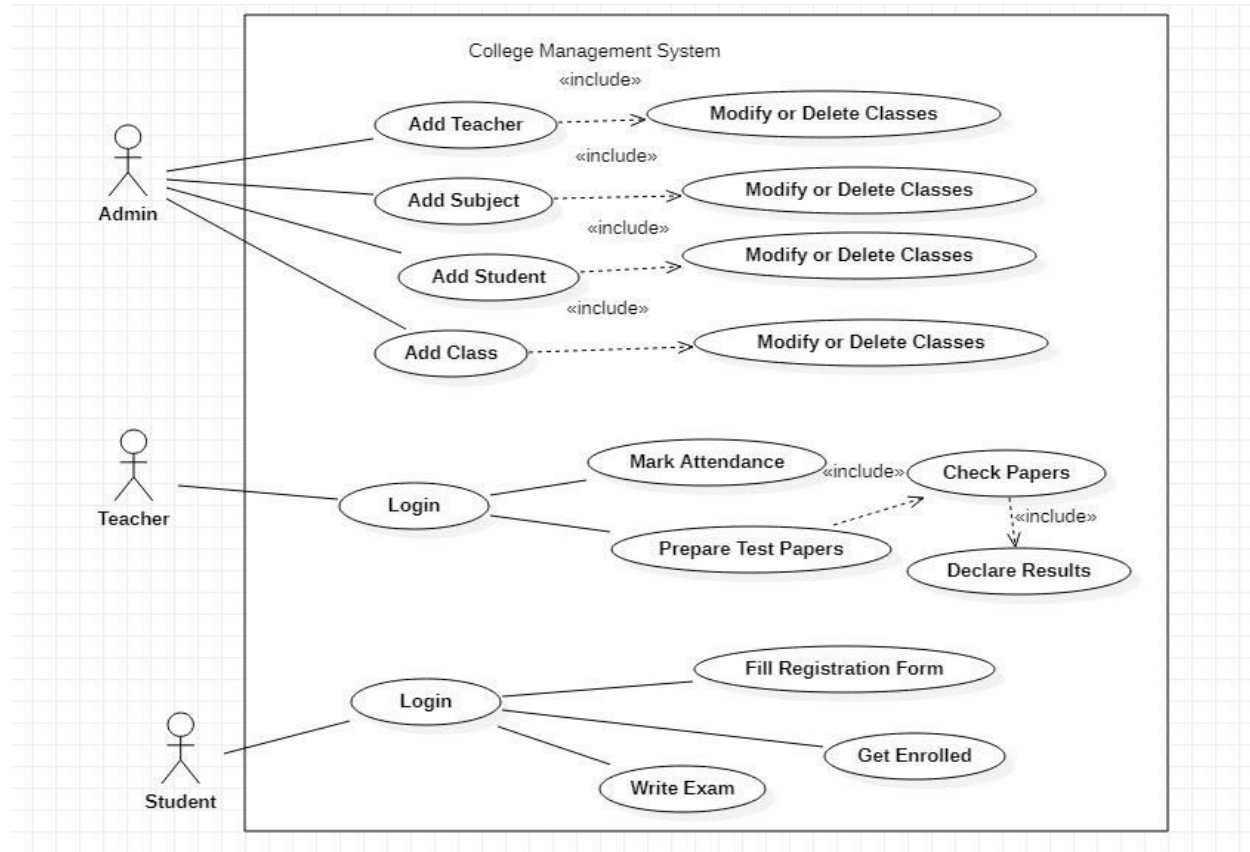 College Management System
«include»
Add Teacher
Modify or Delete Classes
«include»
Admin
Add Subject
Modify or Delete Classes
«include»
Add Student
Modify or Delete Classes
«include»
Add Class
Modify or Delete Classes
Teacher
Login
Mark Attendance
«include»
Check Papers
Prepare Test Papers
«include»
Declare Results
Student
Login
Fill Registration Form
Get Enrolled
Write Exam